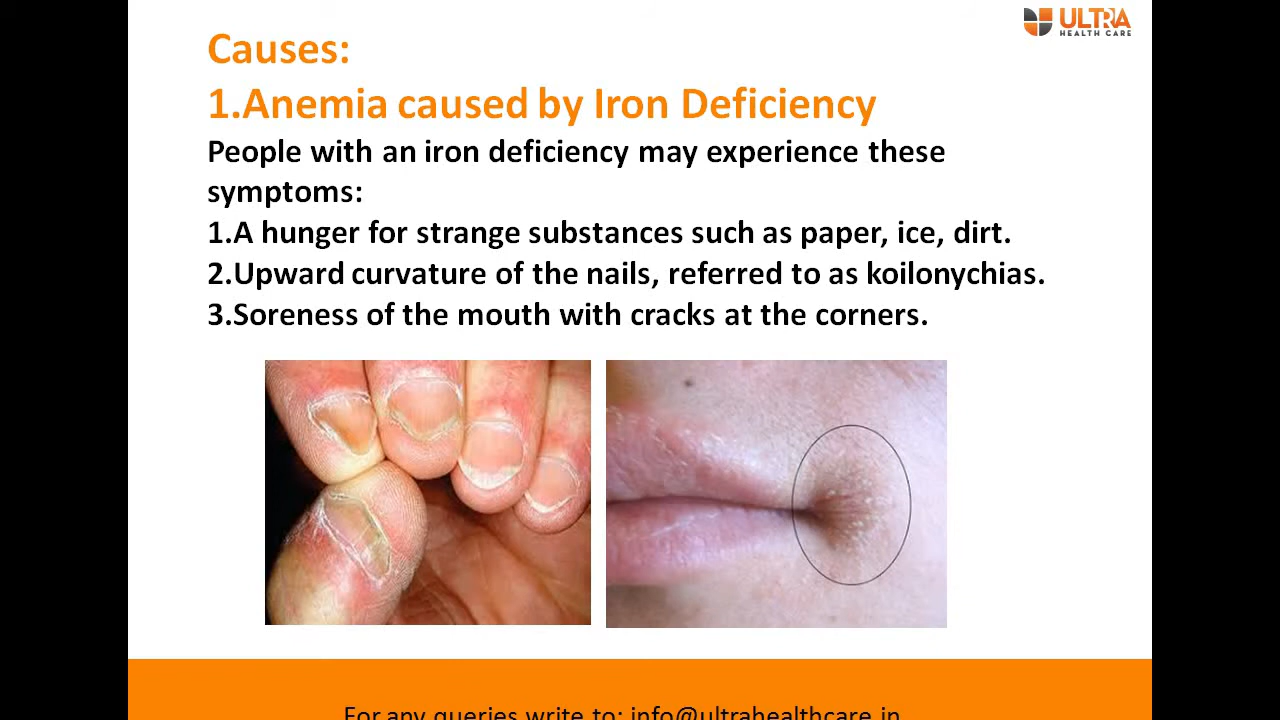 ULTRA
HEALTH CARE
Causes:
1.Anemia caused by Iron Deficiency
People with an iron deficiency may experience these
symptoms:
1.A hunger for strange substances such as paper, ice, dirt.
2.Upward curvature of the nails, referred to as koilonychias.
3.Soreness of the mouth with cracks at the corners.
For any queries write to: info@ultrahealthcare.in